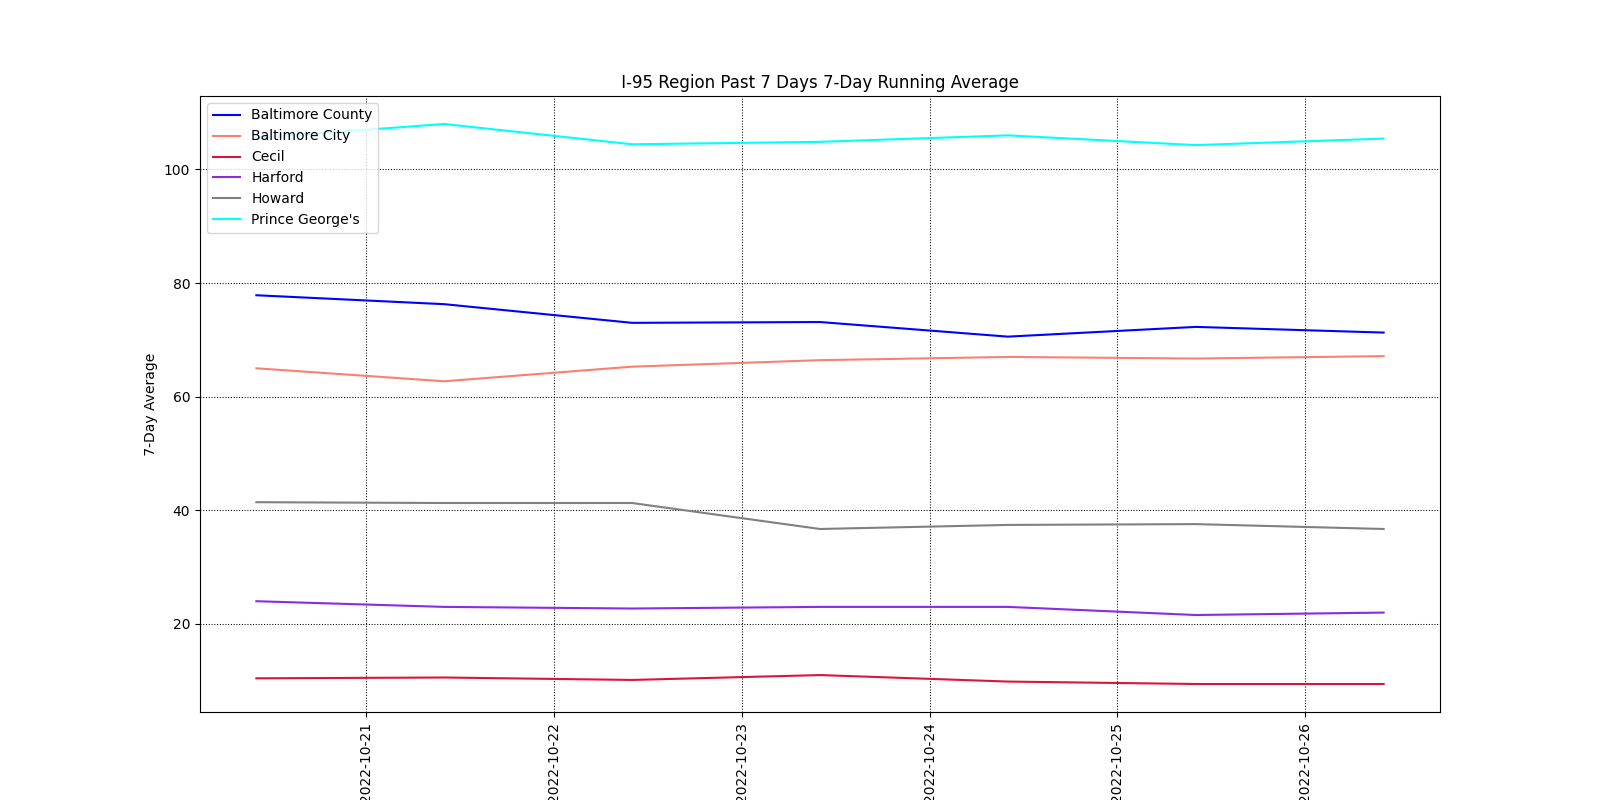 I-95 Region Past 7 Days 7-Day Running Average
Baltimore County
Baltimore City
Cecil
Harford
Howard
Prince George's
100
80
60
40
20
7-Day Average
2022-10-21
2022-10-22
2022-10-23
2022-10-24
2022-10-25
2022-10-26